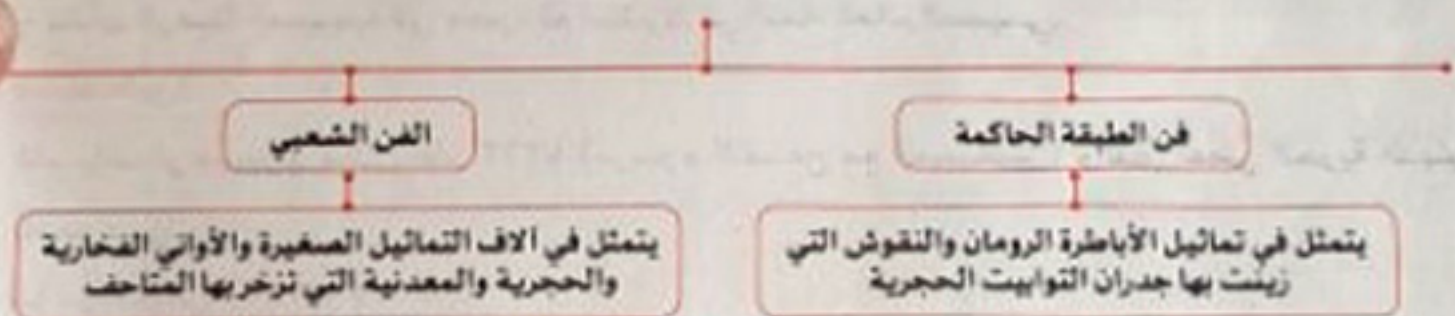 فن الطبقة الحاكمة
يتمثل في تماثيل الأباطرة الرومان والنقوش التي
زينت بها جدران التوابيت الحجرية
الفن الشعبي
يتمثل في آلاف التماثيل الصغيرة والأواني الفخارية
والحجرية والمعدنية التي تزخر بها المتاحف